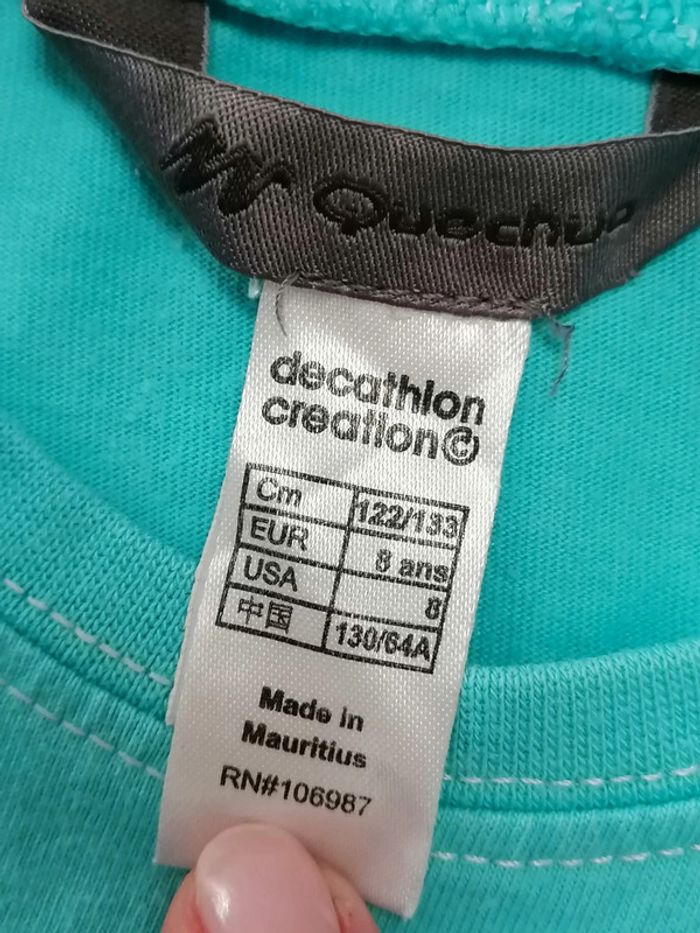 Quechua
decathlon
creation©
Cm 122/133
EUR 8 ans
USA 8
中国 130/64A
Made in
Mauritius
RN#106987